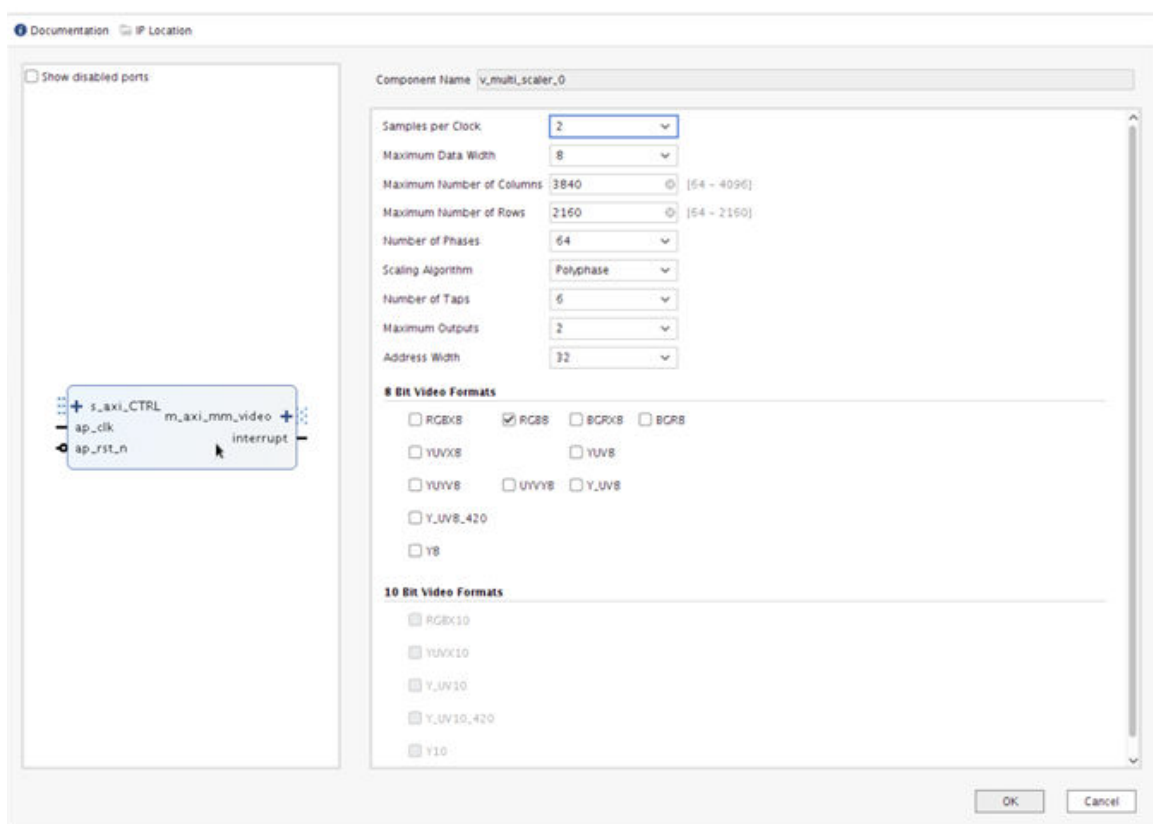 Documentation IP Location
Show disabled ports
Component Name v_multi_scaler_0
Samples per Clock 2
Maximum Data Width 8
Maximum Number of Columns 3840 [64 - 4096]
Maximum Number of Rows 2160 [64 - 2160]
Number of Phases 64
Scaling Algorithm Polyphase
Number of Taps 6
Maximum Outputs 2
Address Width 32
s_axi_CTRL
m_axi_mm_video
ap_clk
interrupt
ap_rst_n
8 Bit Video Formats
RGBX8 RGB8 BGRX8 BGR8
YUVX8 YUV8
YUYV8 UYVY8 Y_UV8
Y_UV8_420
Y8
10 Bit Video Formats
RGBX10
YUVX10
Y_UV10
Y_UV10_420
Y10
OK Cancel